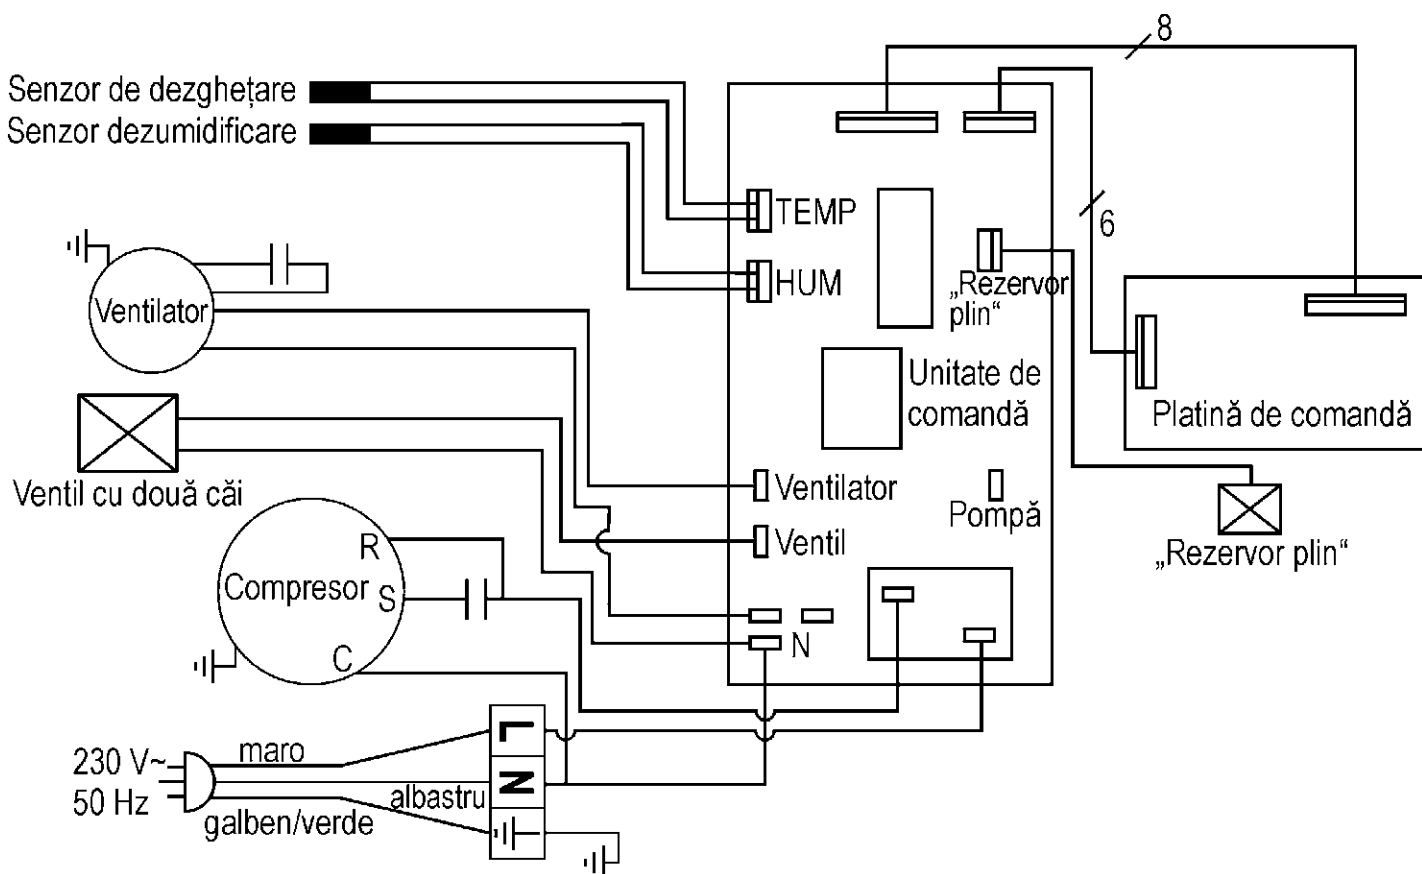 8
Senzor de dezghețare
Senzor dezumidificare
TEMP
6
HUM
„Rezervor
plin“
Ventilator
Unitate de
comandă
Platină de comandă
Ventil cu două căi
Ventilator
Pompă
Ventil
„Rezervor plin“
R
Compresor
S
C
N
L
230 V~
50 Hz
maro
N
albastru
galben/verde